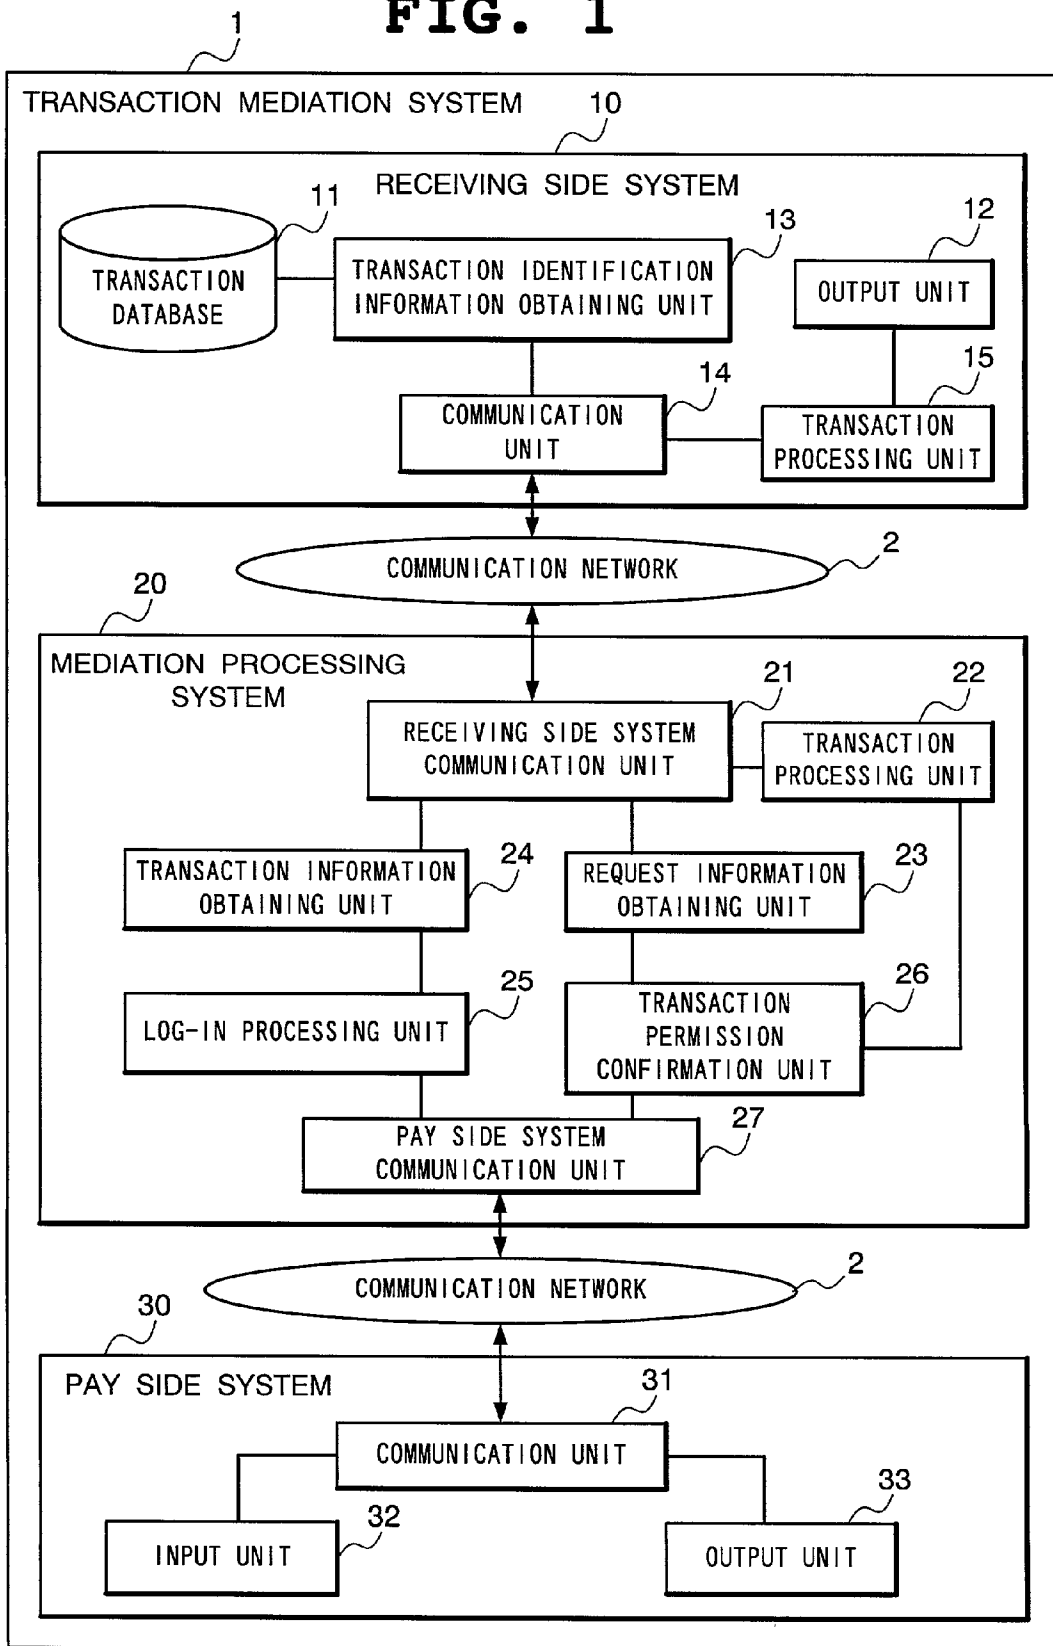 FIG. 1
1
TRANSACTION MEDIATION SYSTEM
10
RECEIVING SIDE SYSTEM
11
TRANSACTION
DATABASE
13
TRANSACTION IDENTIFICATION
INFORMATION OBTAINING UNIT
12
OUTPUT UNIT
14
COMMUNICATION
UNIT
15
TRANSACTION
PROCESSING UNIT
COMMUNICATION NETWORK
2
20
MEDIATION PROCESSING
SYSTEM
21
RECEIVING SIDE SYSTEM
COMMUNICATION UNIT
22
TRANSACTION
PROCESSING UNIT
TRANSACTION INFORMATION
OBTAINING UNIT
24
REQUEST INFORMATION
OBTAINING UNIT
23
LOG-IN PROCESSING UNIT
25
TRANSACTION
PERMISSION
CONFIRMATION UNIT
26
PAY SIDE SYSTEM
COMMUNICATION UNIT
27
COMMUNICATION NETWORK
2
30
PAY SIDE SYSTEM
31
COMMUNICATION UNIT
INPUT UNIT
32
OUTPUT UNIT
33